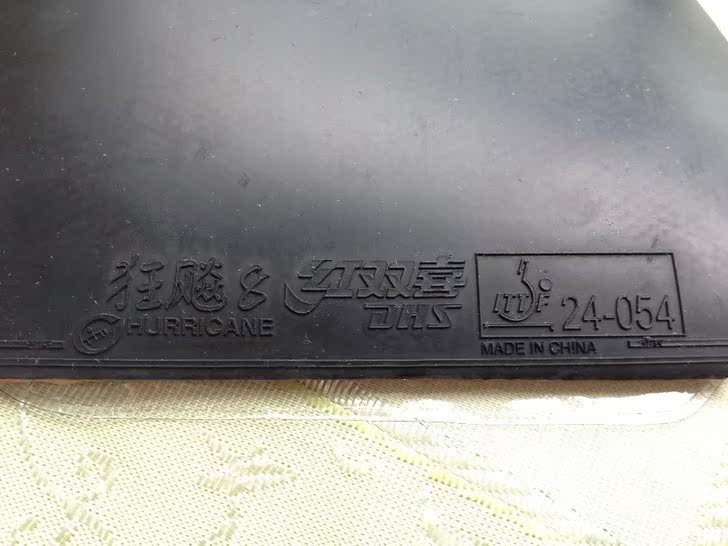 狂飚8
HURRICANE
红双喜
DHS
ITTF 24-054
MADE IN CHINA